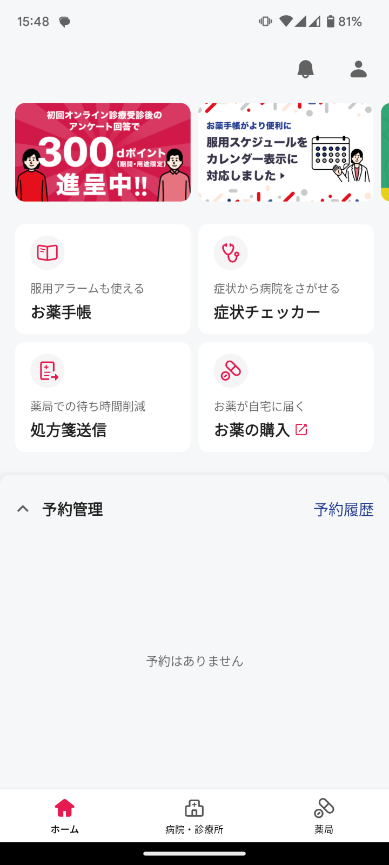 15:48
81%
初回オンライン診療受診後の
アンケート回答で
300dポイント
(期間・用途限定)
進呈中!!
お薬手帳がより便利に
服用スケジュールを
カレンダー表示に
対応しました
服用アラームも使える
お薬手帳
症状から病院をさがせる
症状チェッカー
薬局での待ち時間削減
処方箋送信
お薬が自宅に届く
お薬の購入
予約管理
予約履歴
予約はありません
ホーム
病院・診療所
薬局